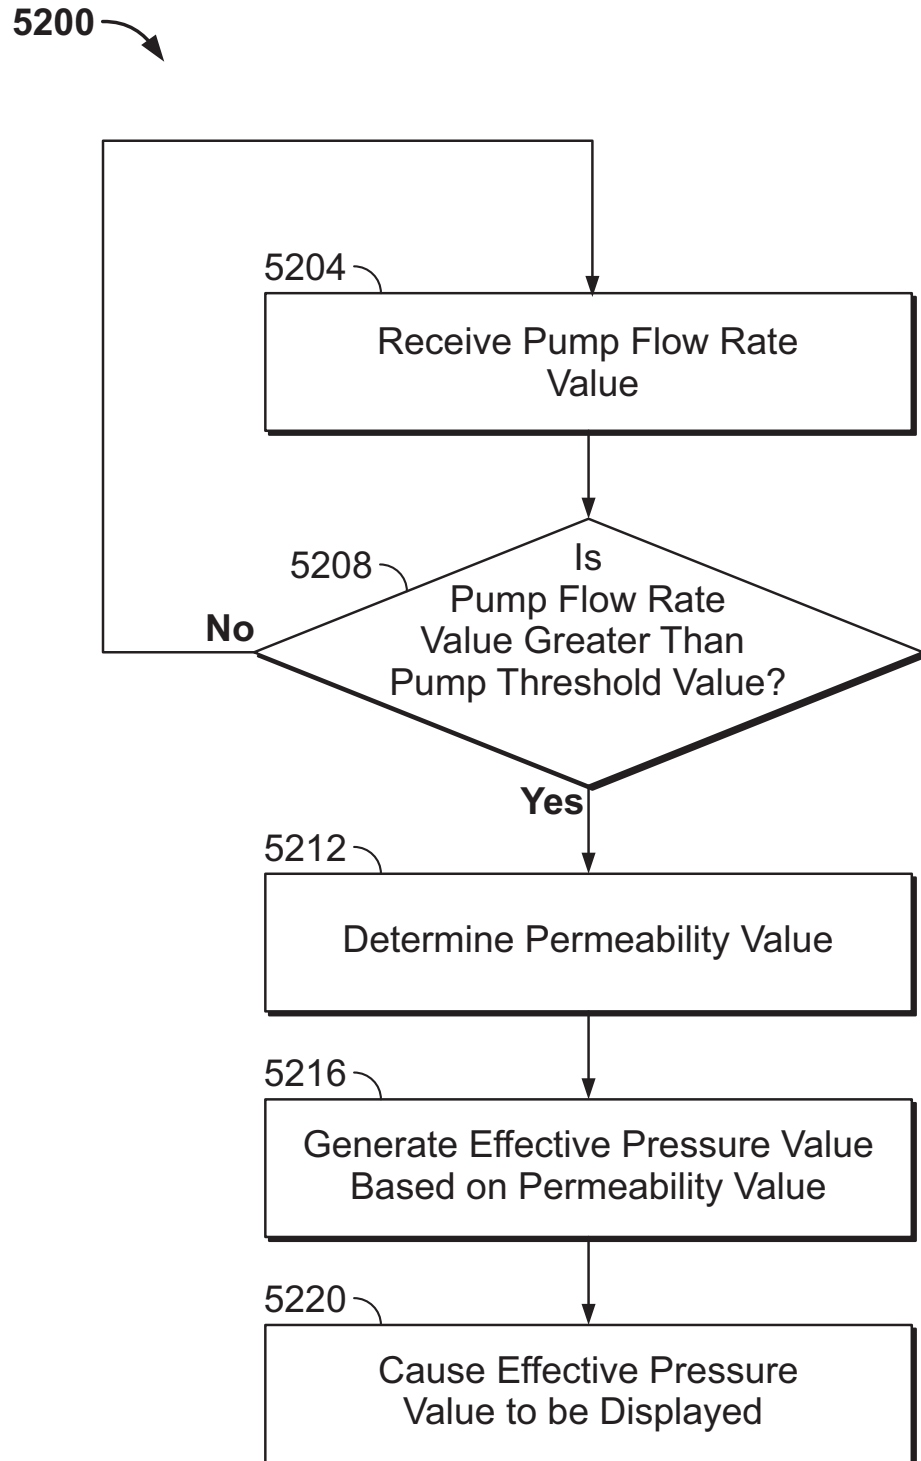 5200
5204
Receive Pump Flow Rate
Value
5208
Is
Pump Flow Rate
Value Greater Than
Pump Threshold Value?
No
Yes
5212
Determine Permeability Value
5216
Generate Effective Pressure Value
Based on Permeability Value
5220
Cause Effective Pressure
Value to be Displayed